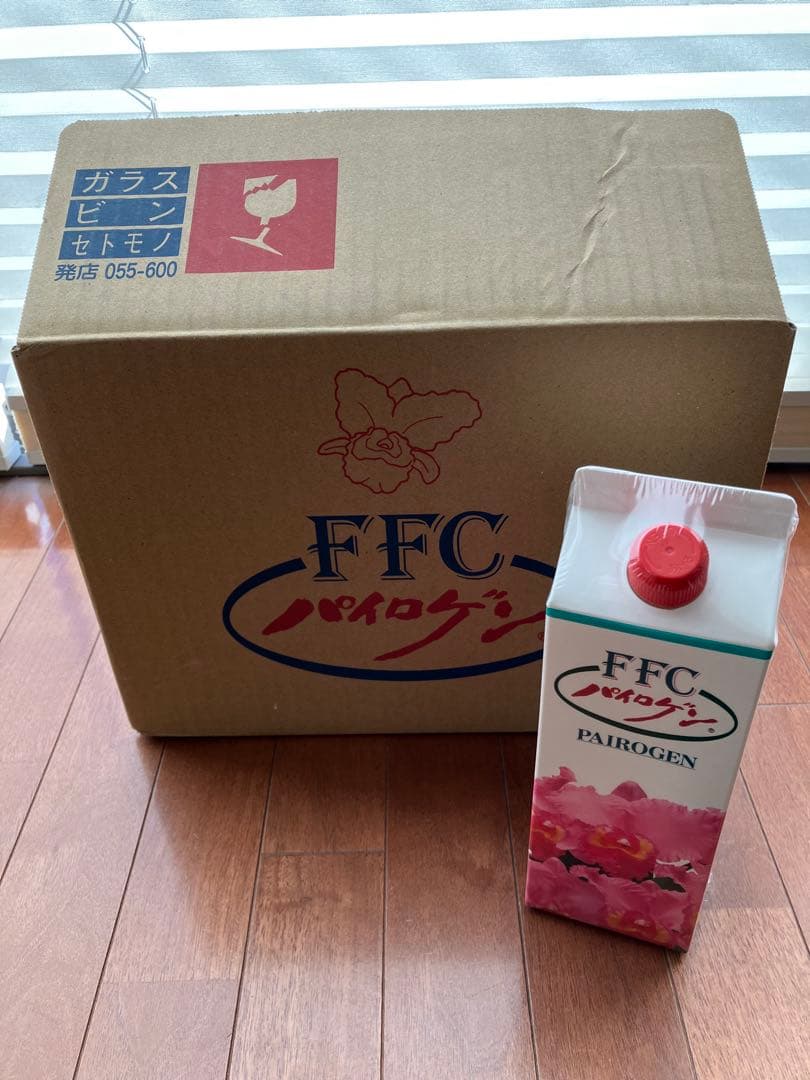 ガラス
ビン
セトモノ
発店 055-600
FFC
パイロゲン®
FFC
パイロゲン®
PAIROGEN